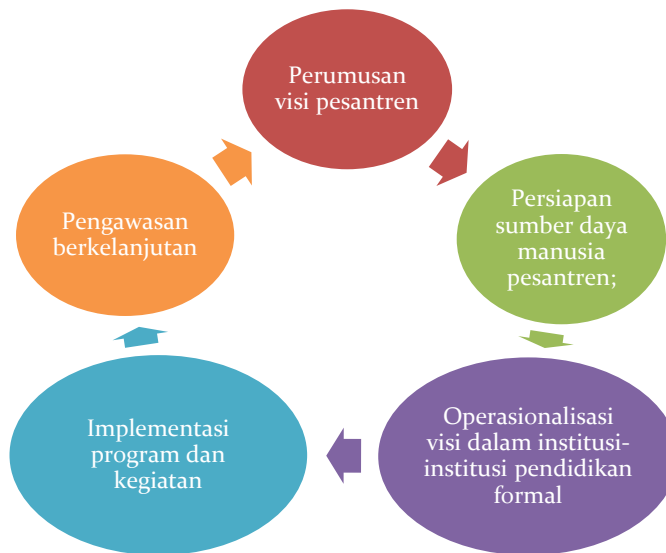 Perumusan
visi pesantren
Persiapan
sumber daya
manusia
pesantren;
Operasionalisasi
visi dalam institusi-
institusi pendidikan
formal
Implementasi
program dan
kegiatan
Pengawasan
berkelanjutan